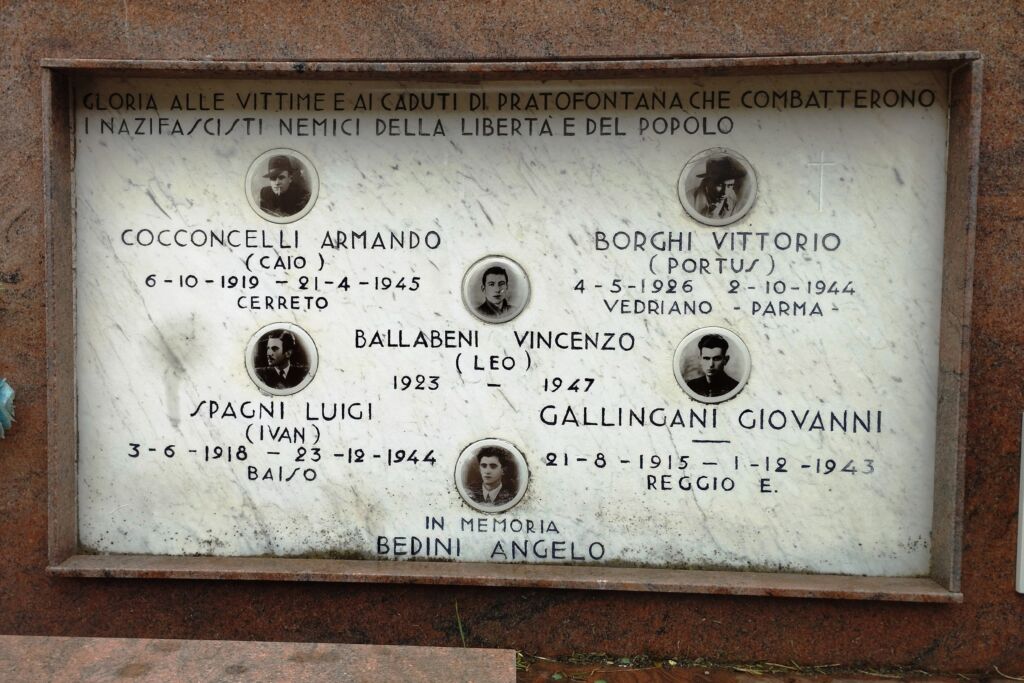 GLORIA ALLE VITTIME E AI CADUTI DI PRATOFONTANA CHE COMBATTERONO
I NAZIFASCISTI NEMICI DELLA LIBERTÀ E DEL POPOLO
COCCONCELLI ARMANDO
(CAIO)
6-10-1919 - 21-4-1945
CERRETO
BORGHI VITTORIO
(PORTUS)
4-5-1926 2-10-1944
VEDRIANO - PARMA -
BALLABENI VINCENZO
(LEO)
1923 - 1947
SPAGNI LUIGI
(IVAN)
3-6-1918 - 23-12-1944
BAISO
GALLINGANI GIOVANNI
21-8-1915 - 1-12-1943
REGGIO E.
IN MEMORIA
BEDINI ANGELO